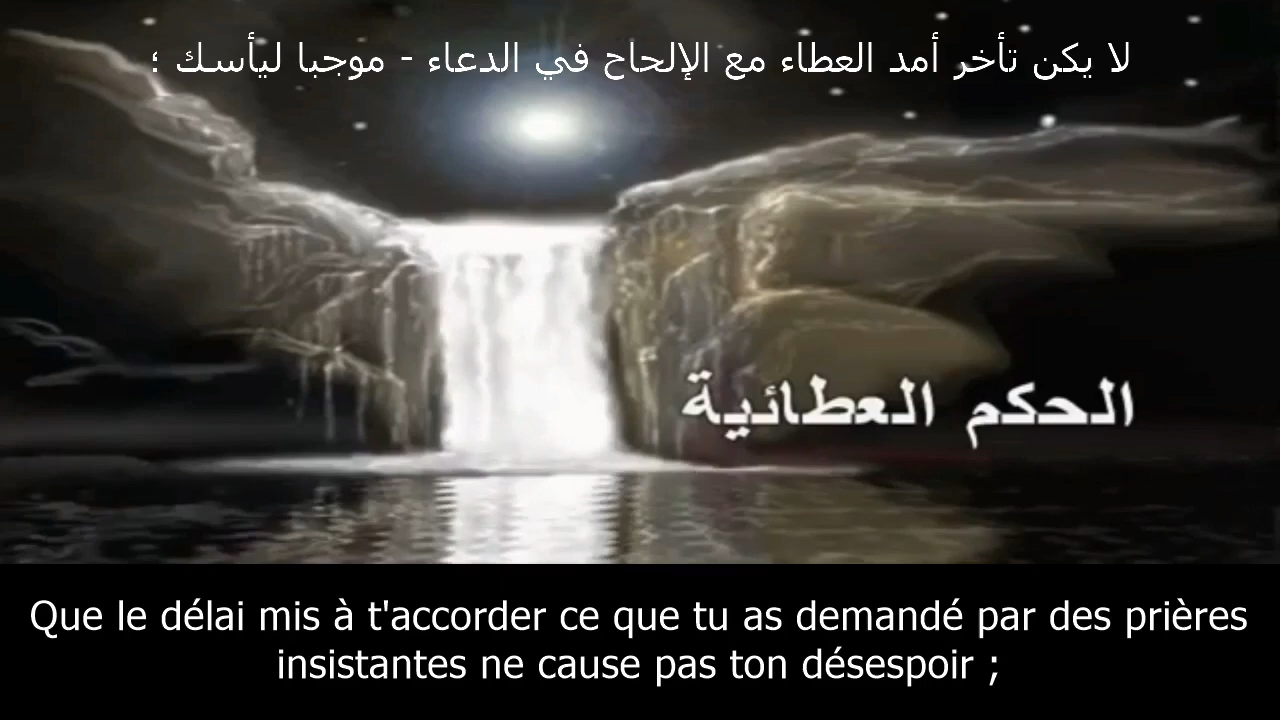 لا يكن تأخر أمد العطاء مع الإلحاح في الدعاء - موجبا ليأسك ؛
الحكم العطائية
Que le délai mis à t'accorder ce que tu as demandé par des prières
insistantes ne cause pas ton désespoir ;